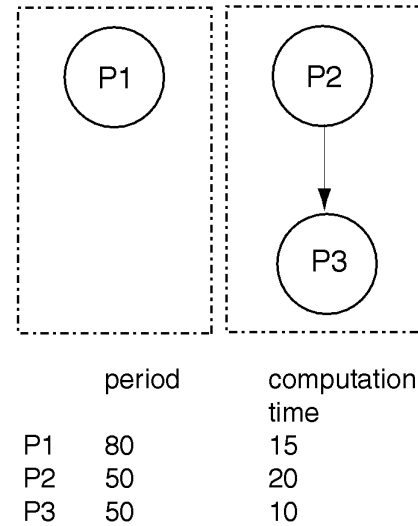 P1
P2
P3
period computation
time
P1 80 15
P2 50 20
P3 50 10